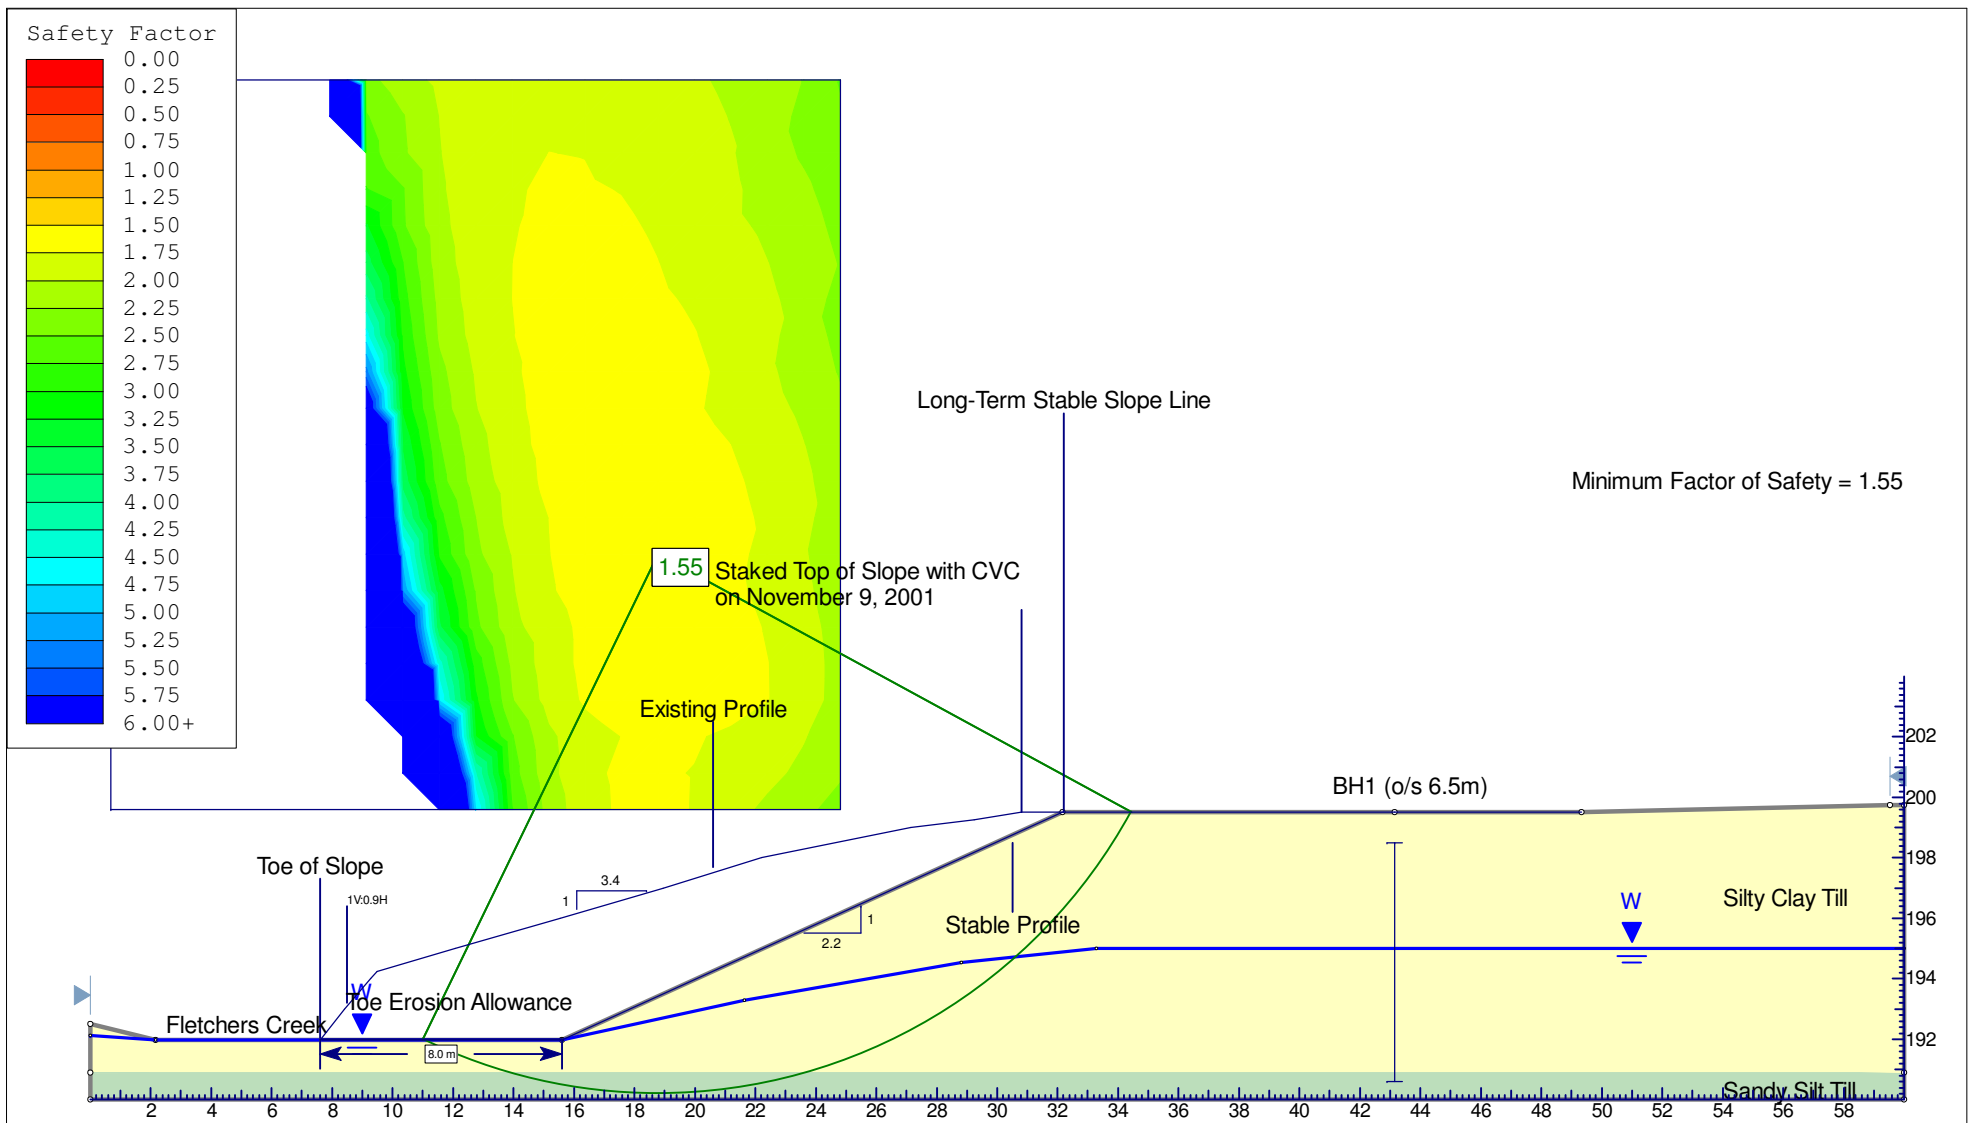 Safety Factor
0.00
0.25
0.50
0.75
1.00
1.25
1.50
1.75
2.00
2.25
2.50
2.75
3.00
3.25
3.50
3.75
4.00
4.25
4.50
4.75
5.00
5.25
5.50
5.75
6.00+
Long-Term Stable Slope Line
Minimum Factor of Safety = 1.55
1.55
Staked Top of Slope with CVC
on November 9, 2001
Existing Profile
202
BH1 (o/s 6.5m)
200
Toe of Slope
198
3.4
1
1V:0.9H
Silty Clay Till
W
1
196
Stable Profile
2.2
194
W
Toe Erosion Allowance
Fletchers Creek
192
8.0 m
Sandy Silt Till
2 4 6 8 10 12 14 16 18 20 22 24 26 28 30 32 34 36 38 40 42 44 46 48 50 52 54 56 58